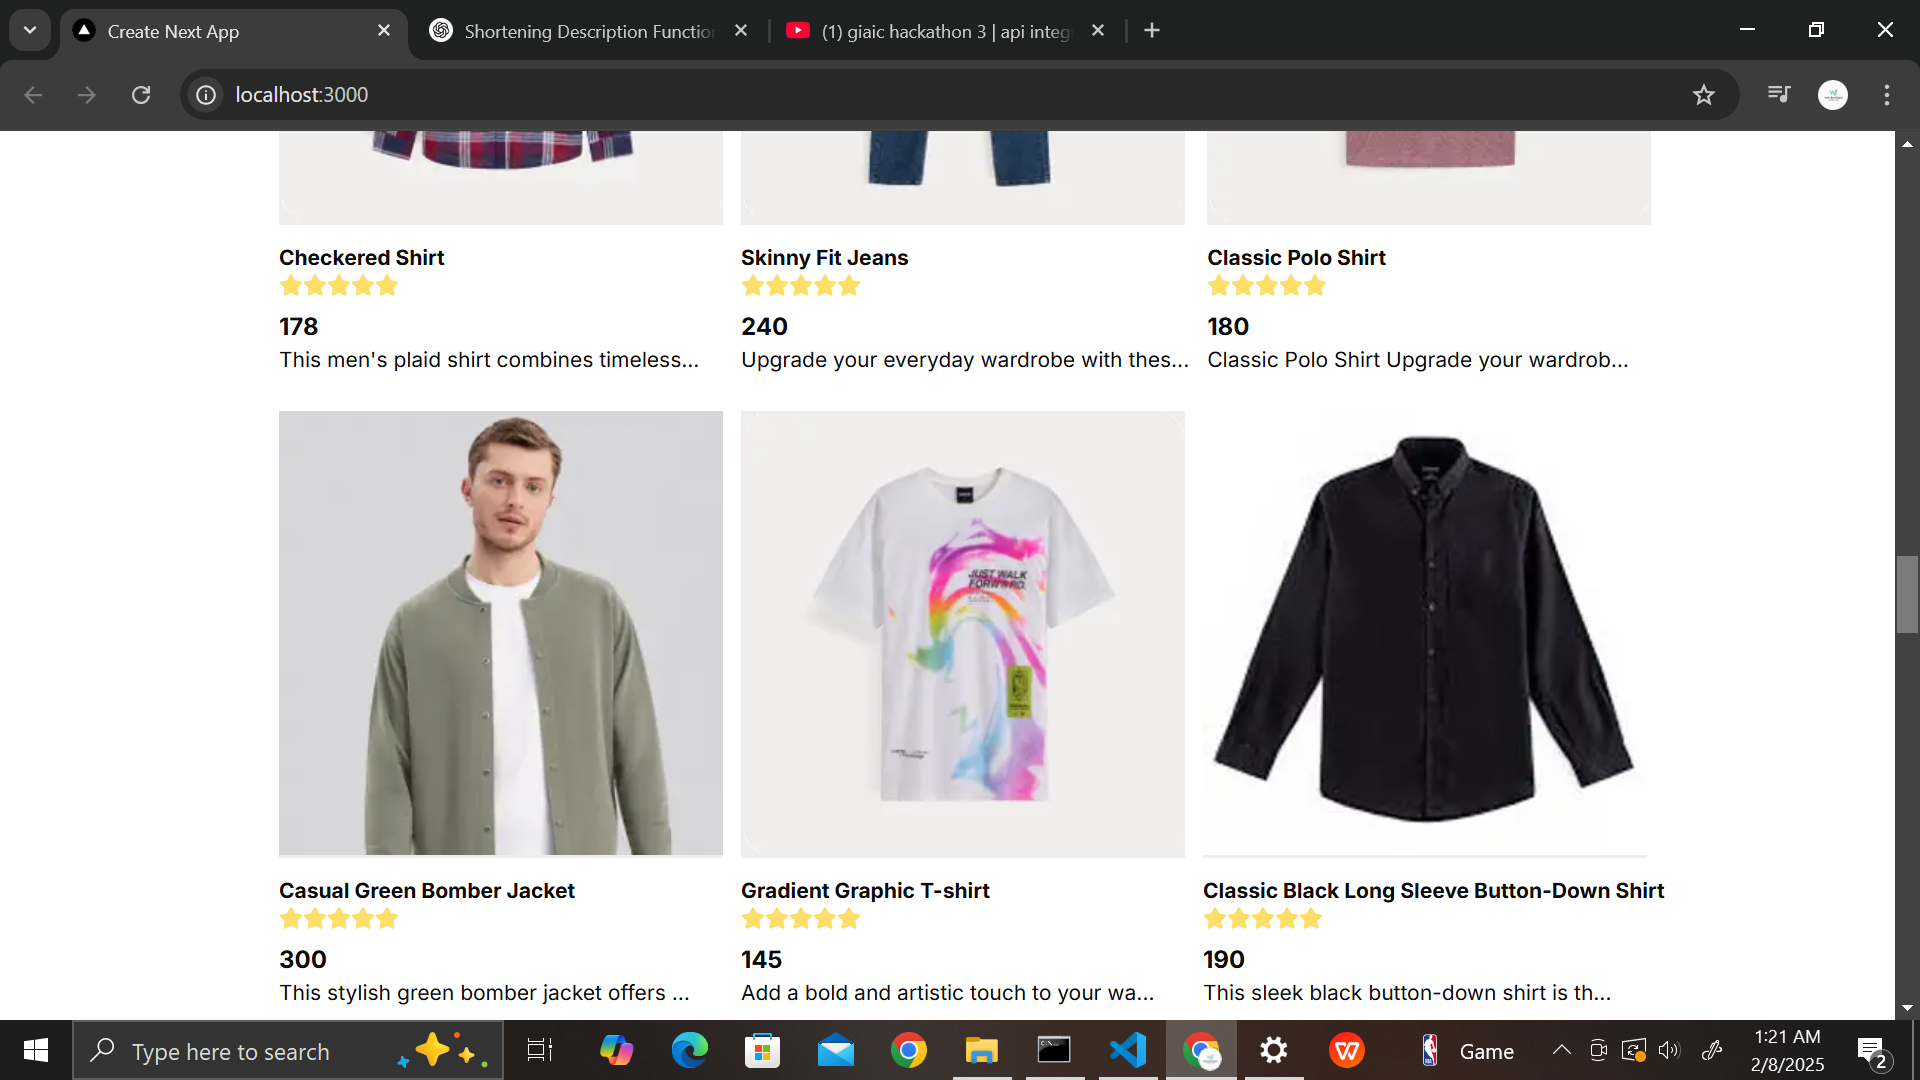 Create Next App
Shortening Description Function
(1) giaic hackathon 3 | api integ
localhost:3000
Checkered Shirt
Skinny Fit Jeans
Classic Polo Shirt
178
240
180
This men's plaid shirt combines timeless...
Upgrade your everyday wardrobe with thes...
Classic Polo Shirt Upgrade your wardrob...
JUST WALK
FORWARD.
Casual Green Bomber Jacket
Gradient Graphic T-shirt
Classic Black Long Sleeve Button-Down Shirt
300
145
190
This stylish green bomber jacket offers ...
Add a bold and artistic touch to your wa...
This sleek black button-down shirt is th...
Type here to search
Game
1:21 AM
2/8/2025
2